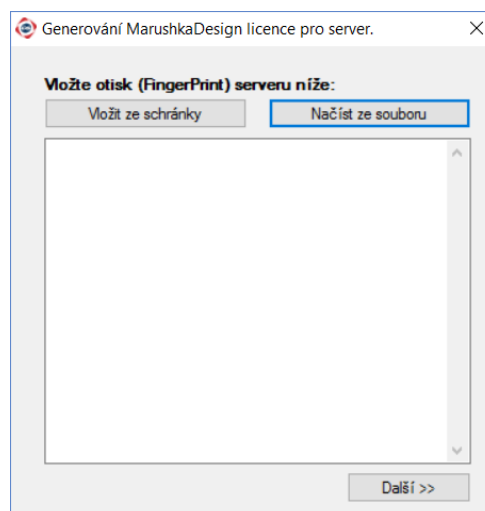 Generování MarushkaDesign licence pro server.
Vložte otisk (FingerPrint) serveru níže:
Vložit ze schránky
Načíst ze souboru
Další >>